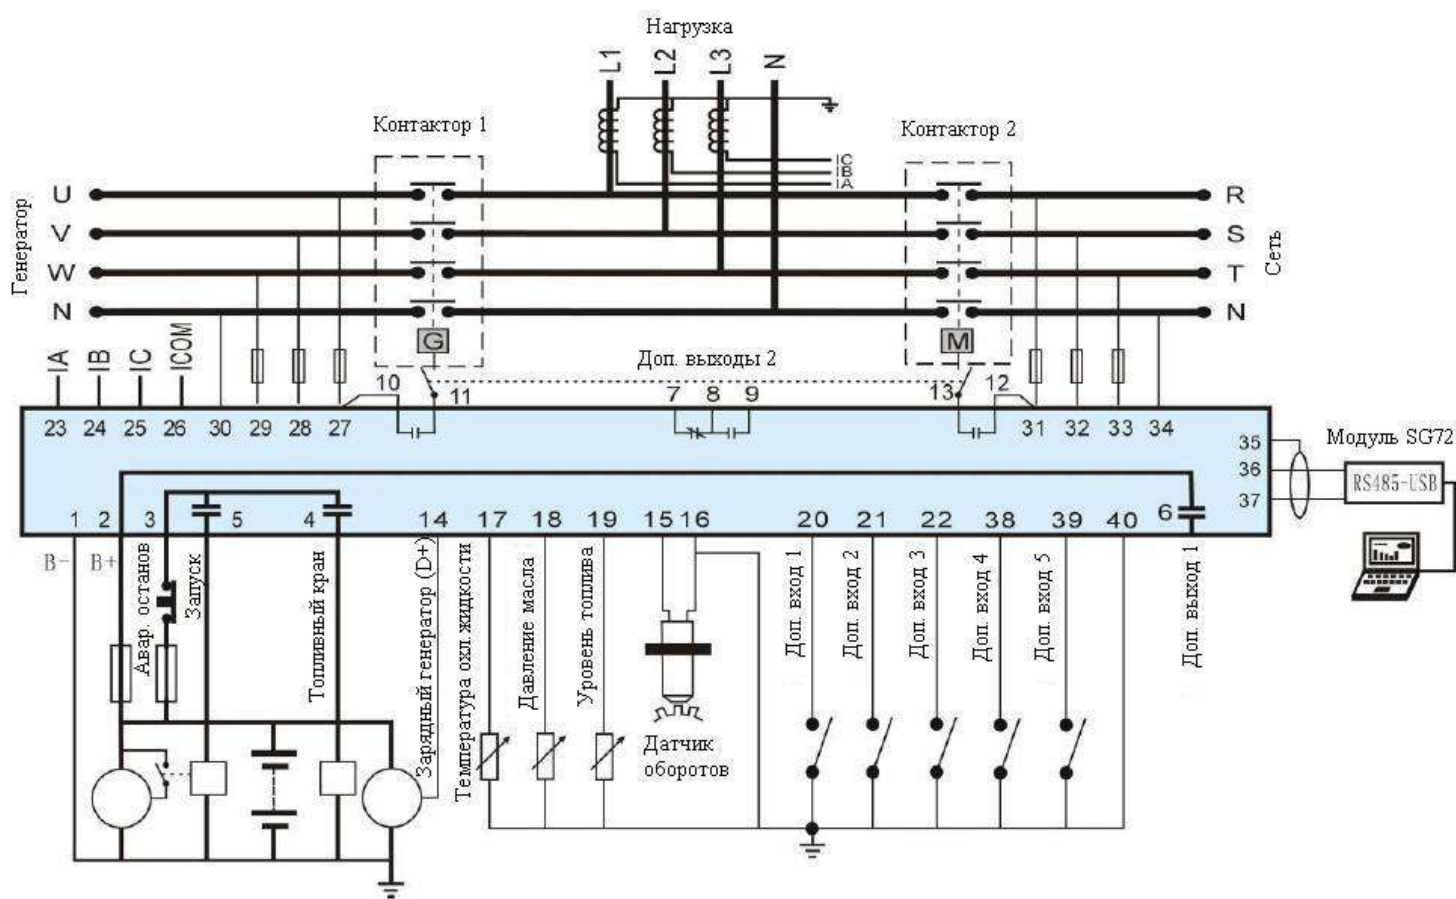 Нагрузка
L1
L2
L3
N
Контактор 1
Контактор 2
IC
IB
IA
Генератор
U
V
W
N
R
S
T
N
Сеть
G
M
IA
IB
IC
ICOM
Доп. выходы 2
10
11
7
8
9
13
12
23
24
25
26
30
29
28
27
31
32
33
34
35
36
37
Модуль SG72
RS485-USB
1
2
3
5
4
14
17
18
19
15
16
20
21
22
38
39
40
6
B-
B+
Авар. останов
Запуск
Топливный кран
Зарядный генератор (D+)
Температура охл. жидкости
Давление масла
Уровень топлива
Датчик
оборотов
Доп. вход 1
Доп. вход 2
Доп. вход 3
Доп. вход 4
Доп. вход 5
Доп. выход 1